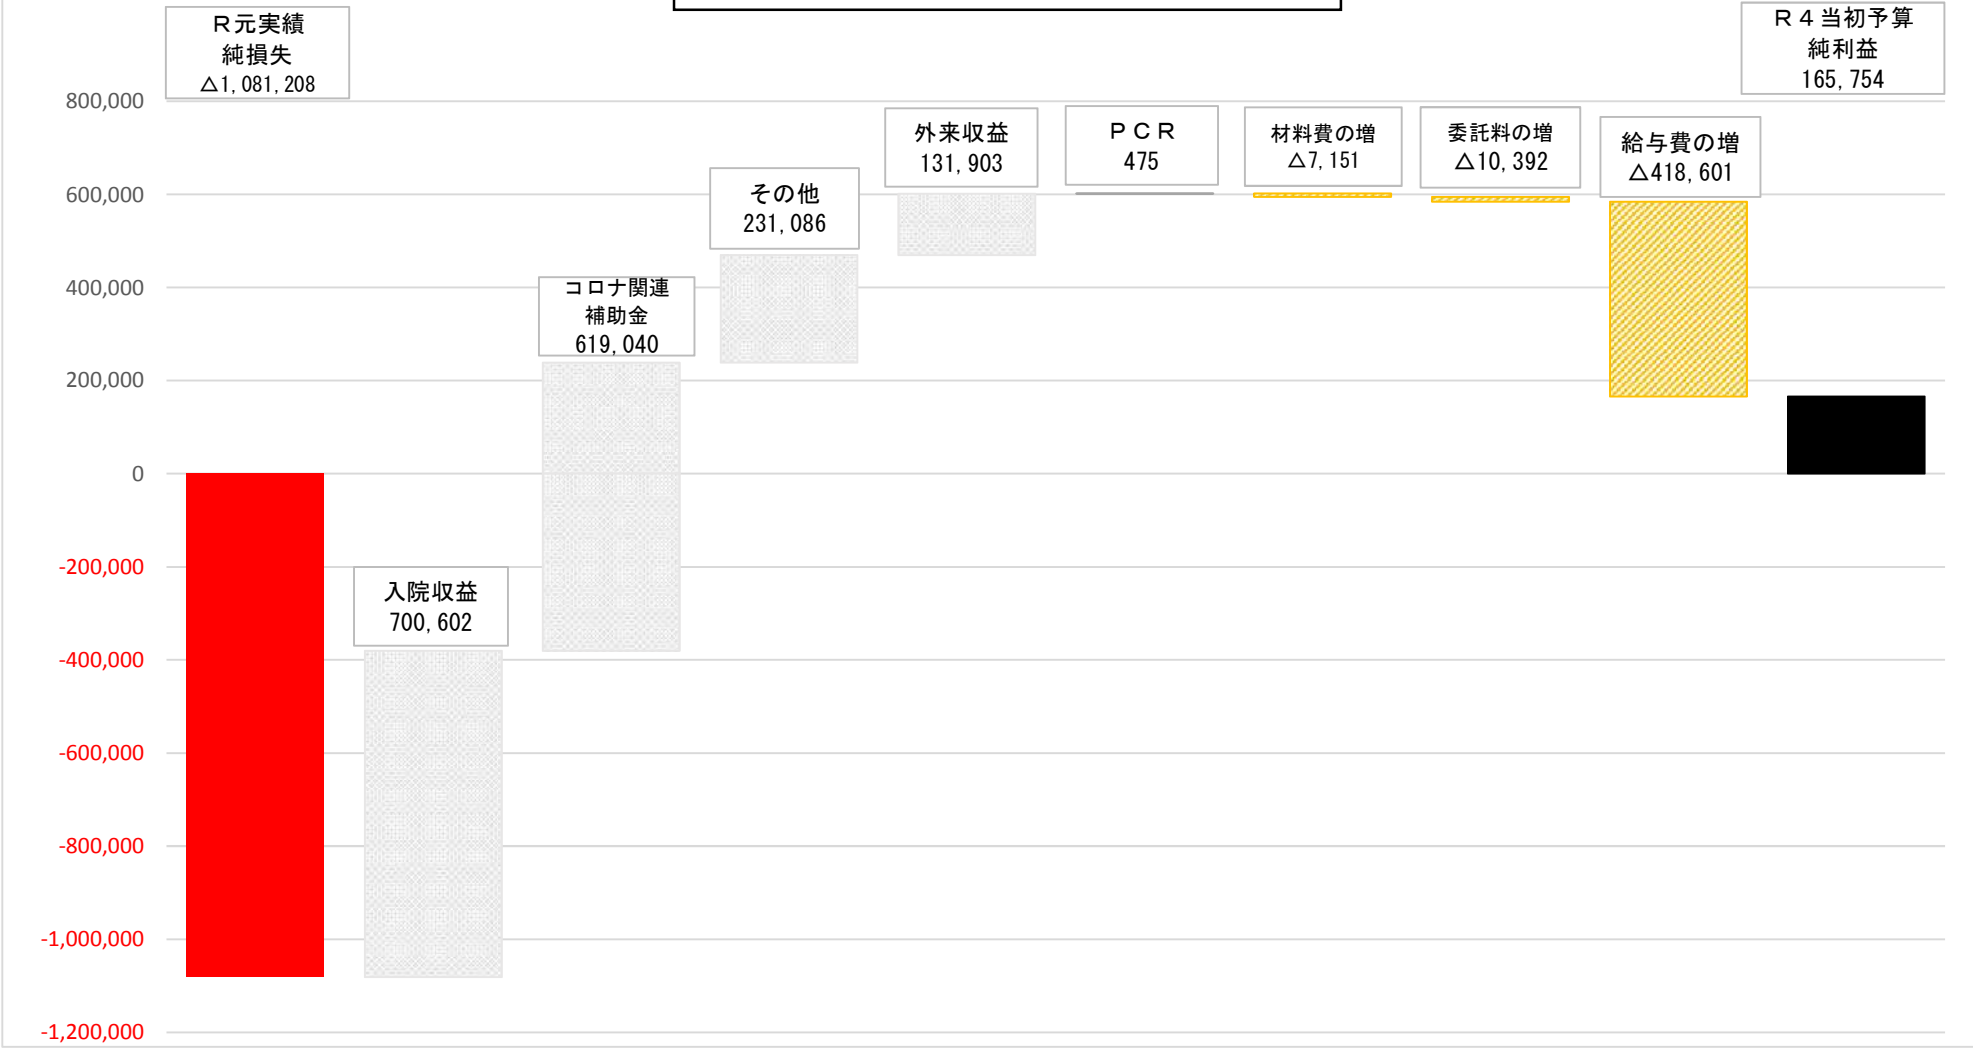 R元実績
純損失
△1,081,208
R4当初予算
純利益
165,754
外来収益
131,903
PCR
475
材料費の増
△7,151
委託料の増
△10,392
給与費の増
△418,601
その他
231,086
コロナ関連
補助金
619,040
入院収益
700,602
800,000
600,000
400,000
200,000
0
-200,000
-400,000
-600,000
-800,000
-1,000,000
-1,200,000